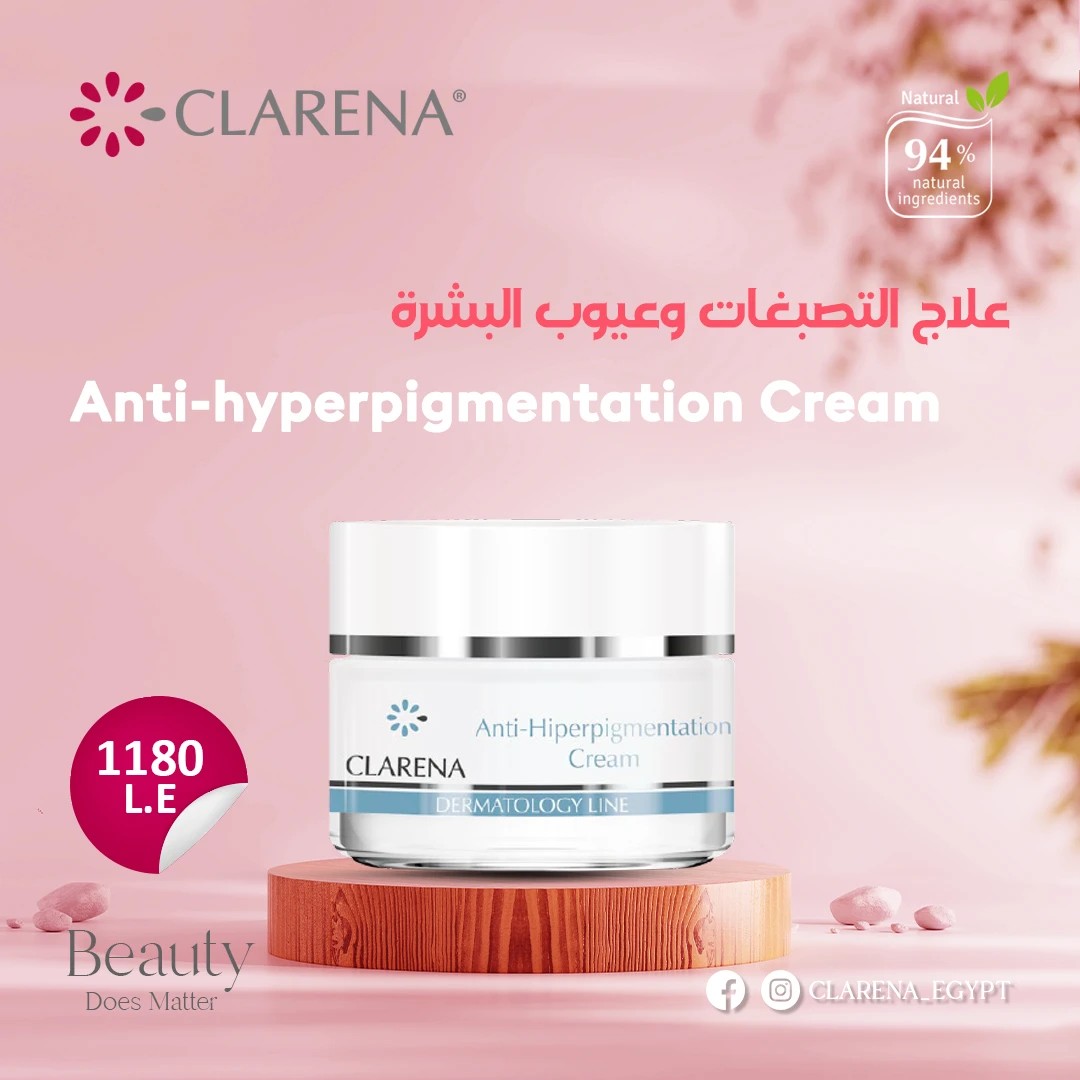 CLARENA®
Natural
94%
natural
ingredients
علاج التصبغات وعيوب البشرة
Anti-hyperpigmentation Cream
Anti-Hiperpigmentation
Cream
CLARENA
DERMATOLOGY LINE
1180
L.E
Beauty
Does Matter
CLARENA_EGYPT